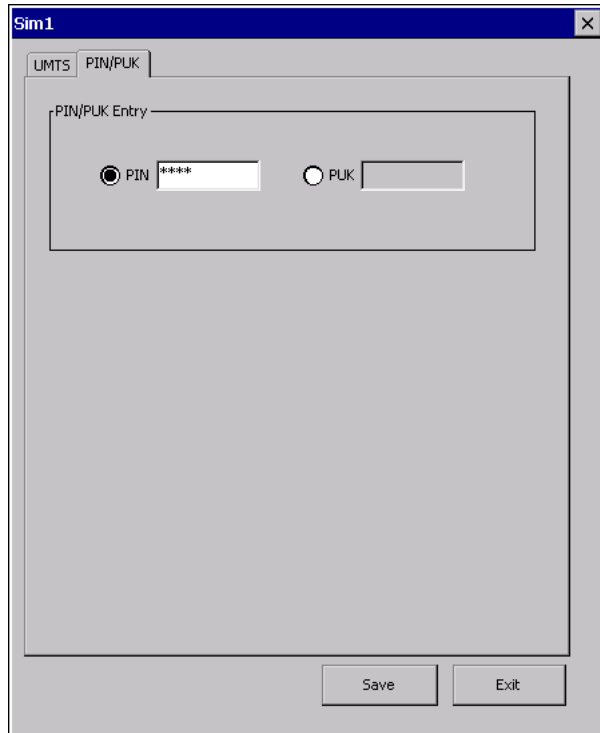 Sim1
UMTS PIN/PUK
PIN/PUK Entry
PIN **** PUK
Save Exit